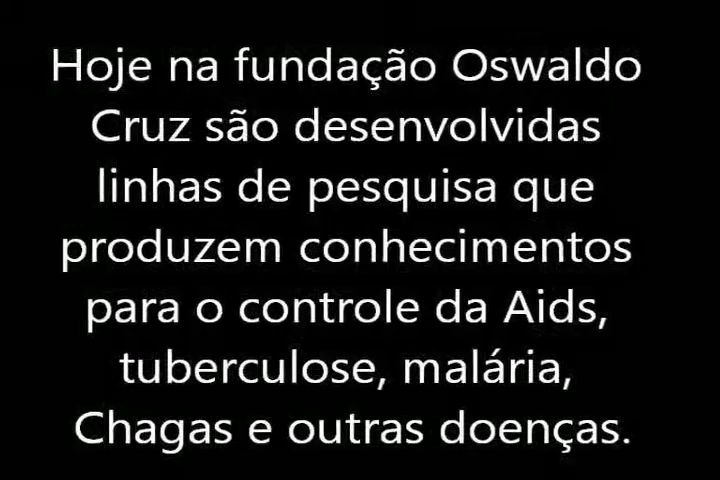 Hoje na fundação Oswaldo
Cruz são desenvolvidas
linhas de pesquisa que
produzem conhecimentos
para o controle da Aids,
tuberculose, malária,
Chagas e outras doenças.